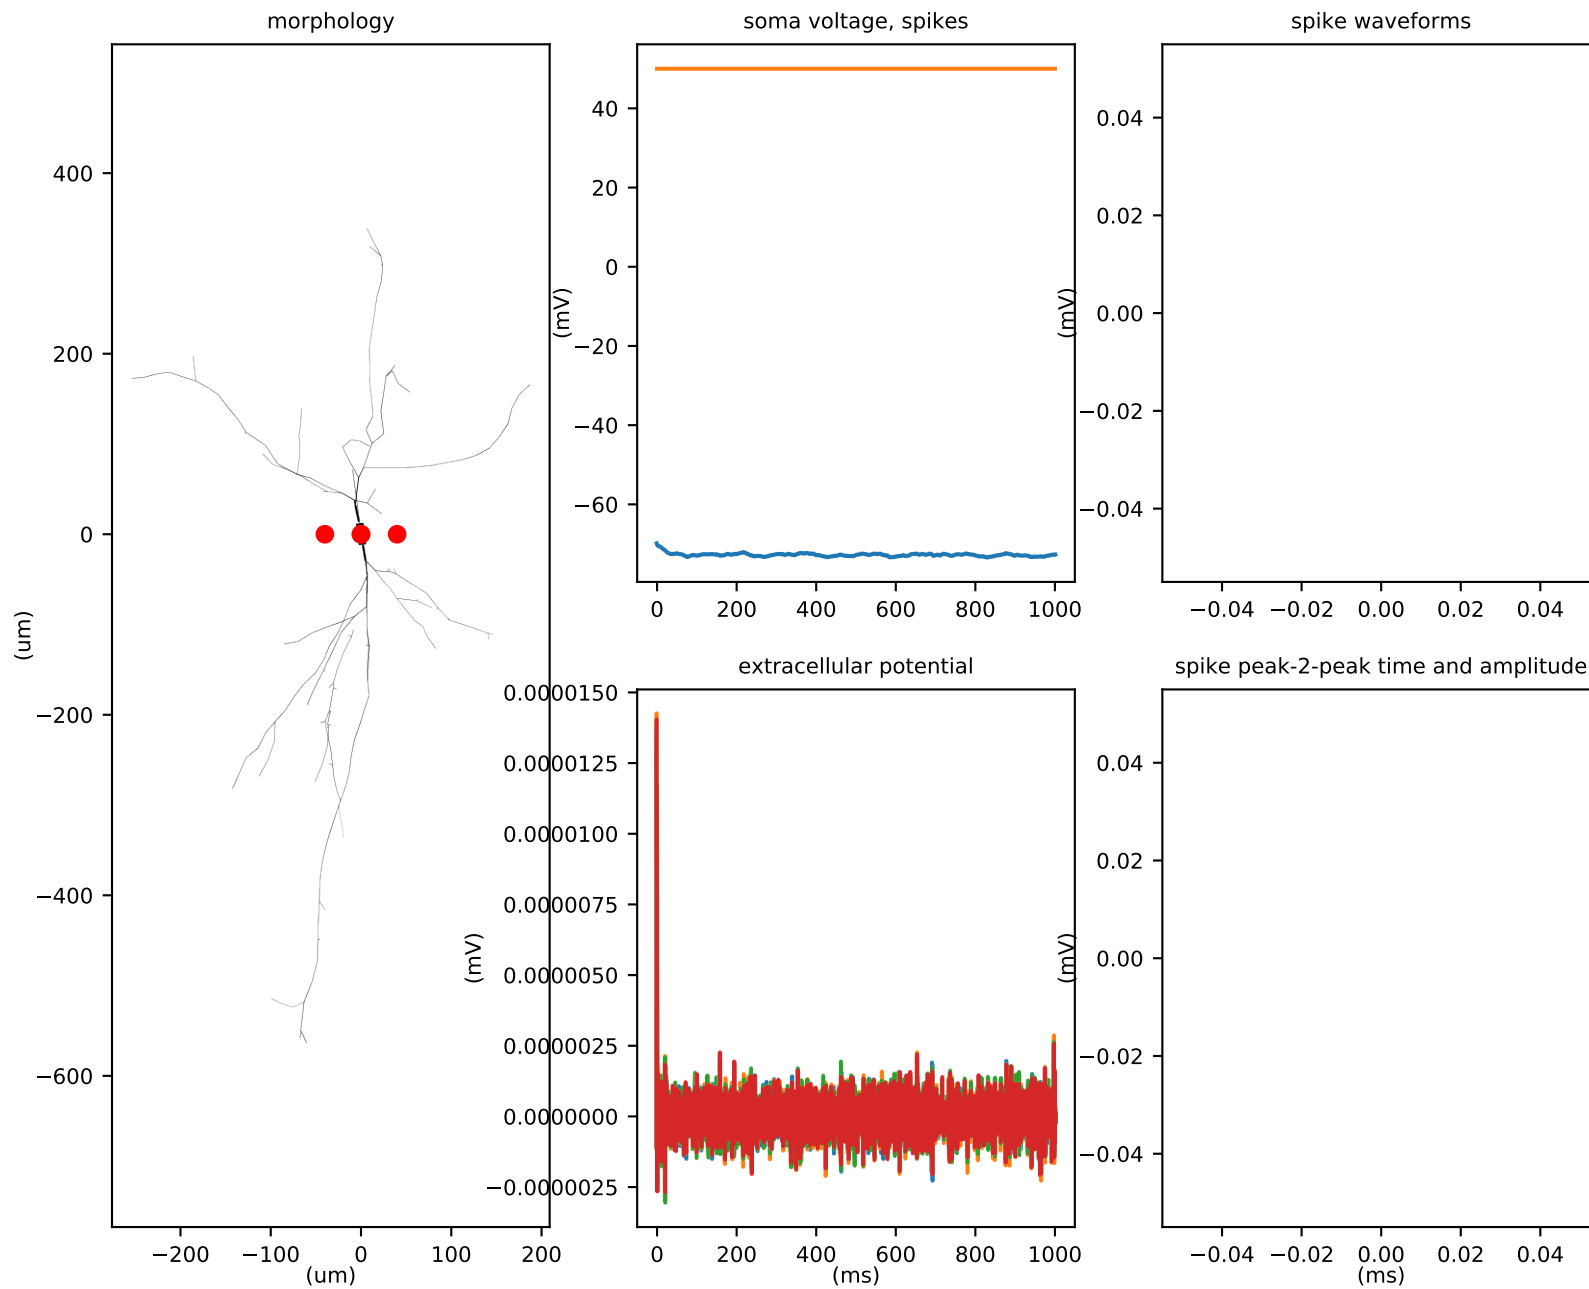 morphology
400
200
0
−200
−400
−600
(um)
−200 −100 0 100 200
(um)
soma voltage, spikes
40
20
0
−20
−40
−60
(mV)
0 200 400 600 800 1000
spike waveforms
0.04
0.02
0.00
−0.02
−0.04
(mV)
−0.04 −0.02 0.00 0.02 0.04
extracellular potential
0.0000150
0.0000125
0.0000100
0.0000075
0.0000050
0.0000025
0.0000000
−0.0000025
(mV)
0 200 400 600 800 1000
(ms)
spike peak-2-peak time and amplitude
0.04
0.02
0.00
−0.02
−0.04
(mV)
−0.04 −0.02 0.00 0.02 0.04
(ms)